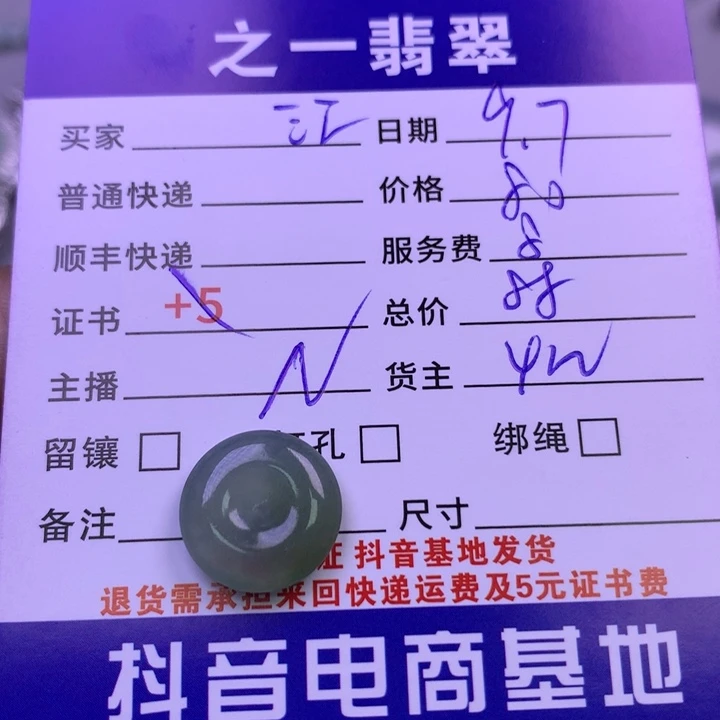 之一翡翠
买家 江 日期 9.7
普通快递 价格 80
顺丰快递 服务费 8
证书 +5 总价 88
主播 N 货主
留镶 孔 绑绳
备注 尺寸
证 抖音基地发货
退货需承担来回快递运费及5元证书费
抖音电商基地